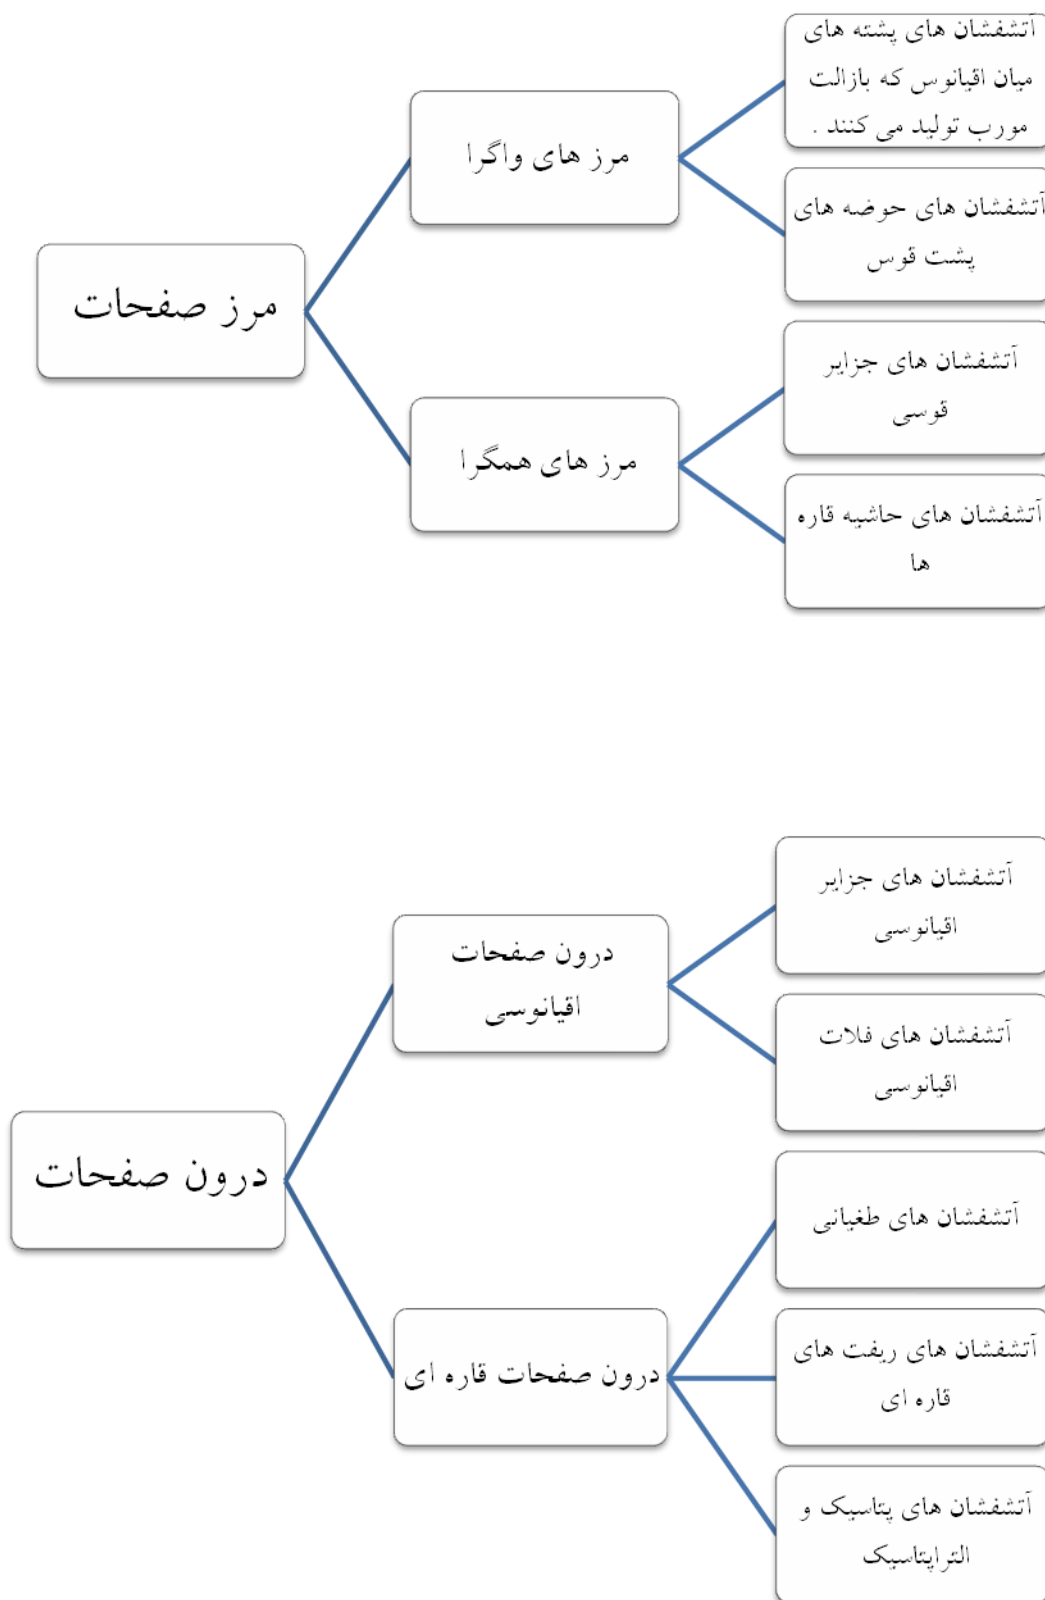 مرز صفحات
مرز های واگرا
آتشفشان های پشته های
میان اقیانوس که بازالت
مورب تولید می کنند .
آتشفشان های حوضه های
پشت قوس
مرز های همگرا
آتشفشان های جزایر
قوسی
آتشفشان های حاشیه قاره
ها
درون صفحات
درون صفحات
اقیانوسی
آتشفشان های جزایر
اقیانوسی
آتشفشان های فلات
اقیانوسی
درون صفحات قاره ای
آتشفشان های طغیانی
آتشفشان های ریفت های
قاره ای
آتشفشان های پتاسیک و
التراپتاسیک